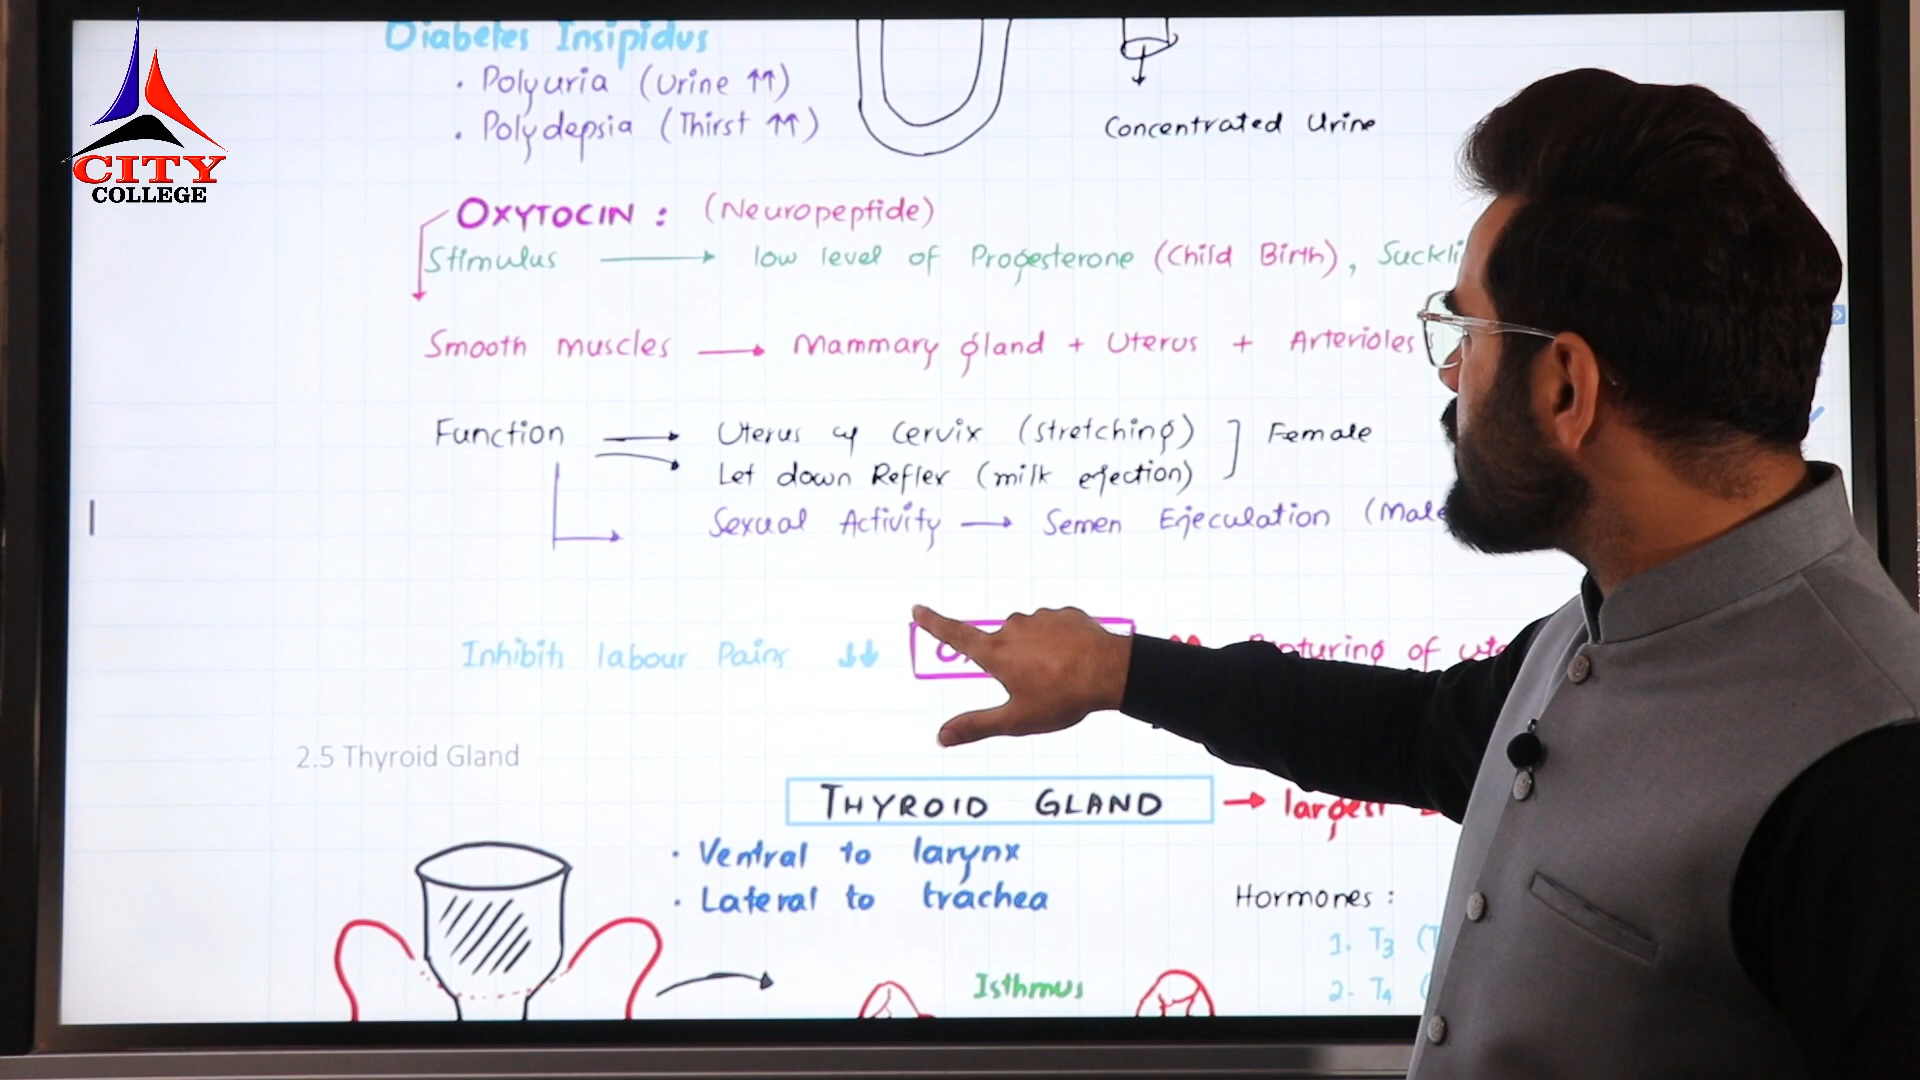 CITY
COLLEGE
Diabetes Insipidus
• Polyuria (Urine ↑↑)
• Polydepsia (Thirst ↑↑)
Concentrated Urine
OXYTOCIN : (Neuropeptide)
Stimulus → low level of Progesterone (Child Birth), Suckli
Smooth muscles → Mammary gland + Uterus + Arterioles
Function → Uterus cy Cervix (stretching) ] Female
→ Let down Refler (milk ejection)
Sexual Activity → Semen Ejeculation (Male
Inhibit labour Pains ↓↓ of
2.5 Thyroid Gland
THYROID GLAND → largest
• Ventral to larynx
• Lateral to trachea
Hormones :
1. T3 (T
2. T4 (
Isthmus